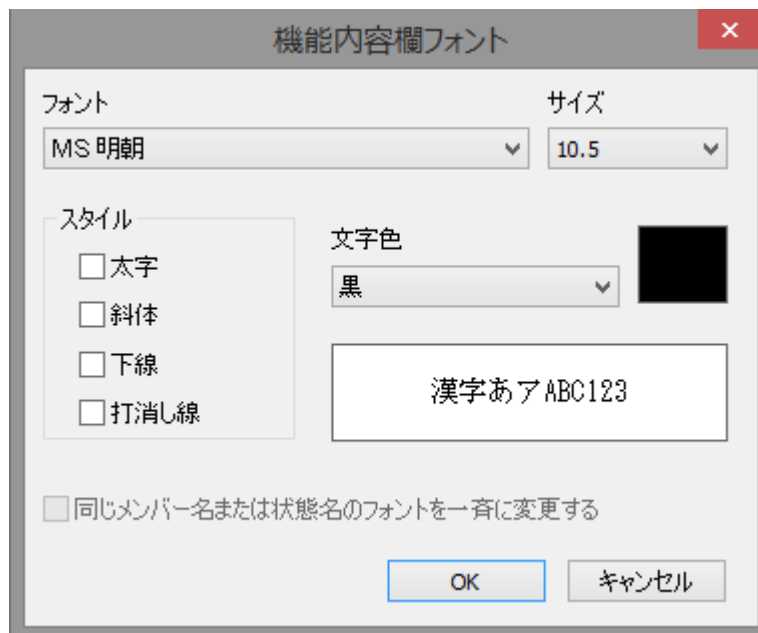 機能内容欄フォント
フォント
サイズ
MS 明朝
10.5
スタイル
太字
斜体
下線
打消し線
文字色
黒
漢字あアABC123
同じメンバー名または状態名のフォントを一斉に変更する
OK
キャンセル